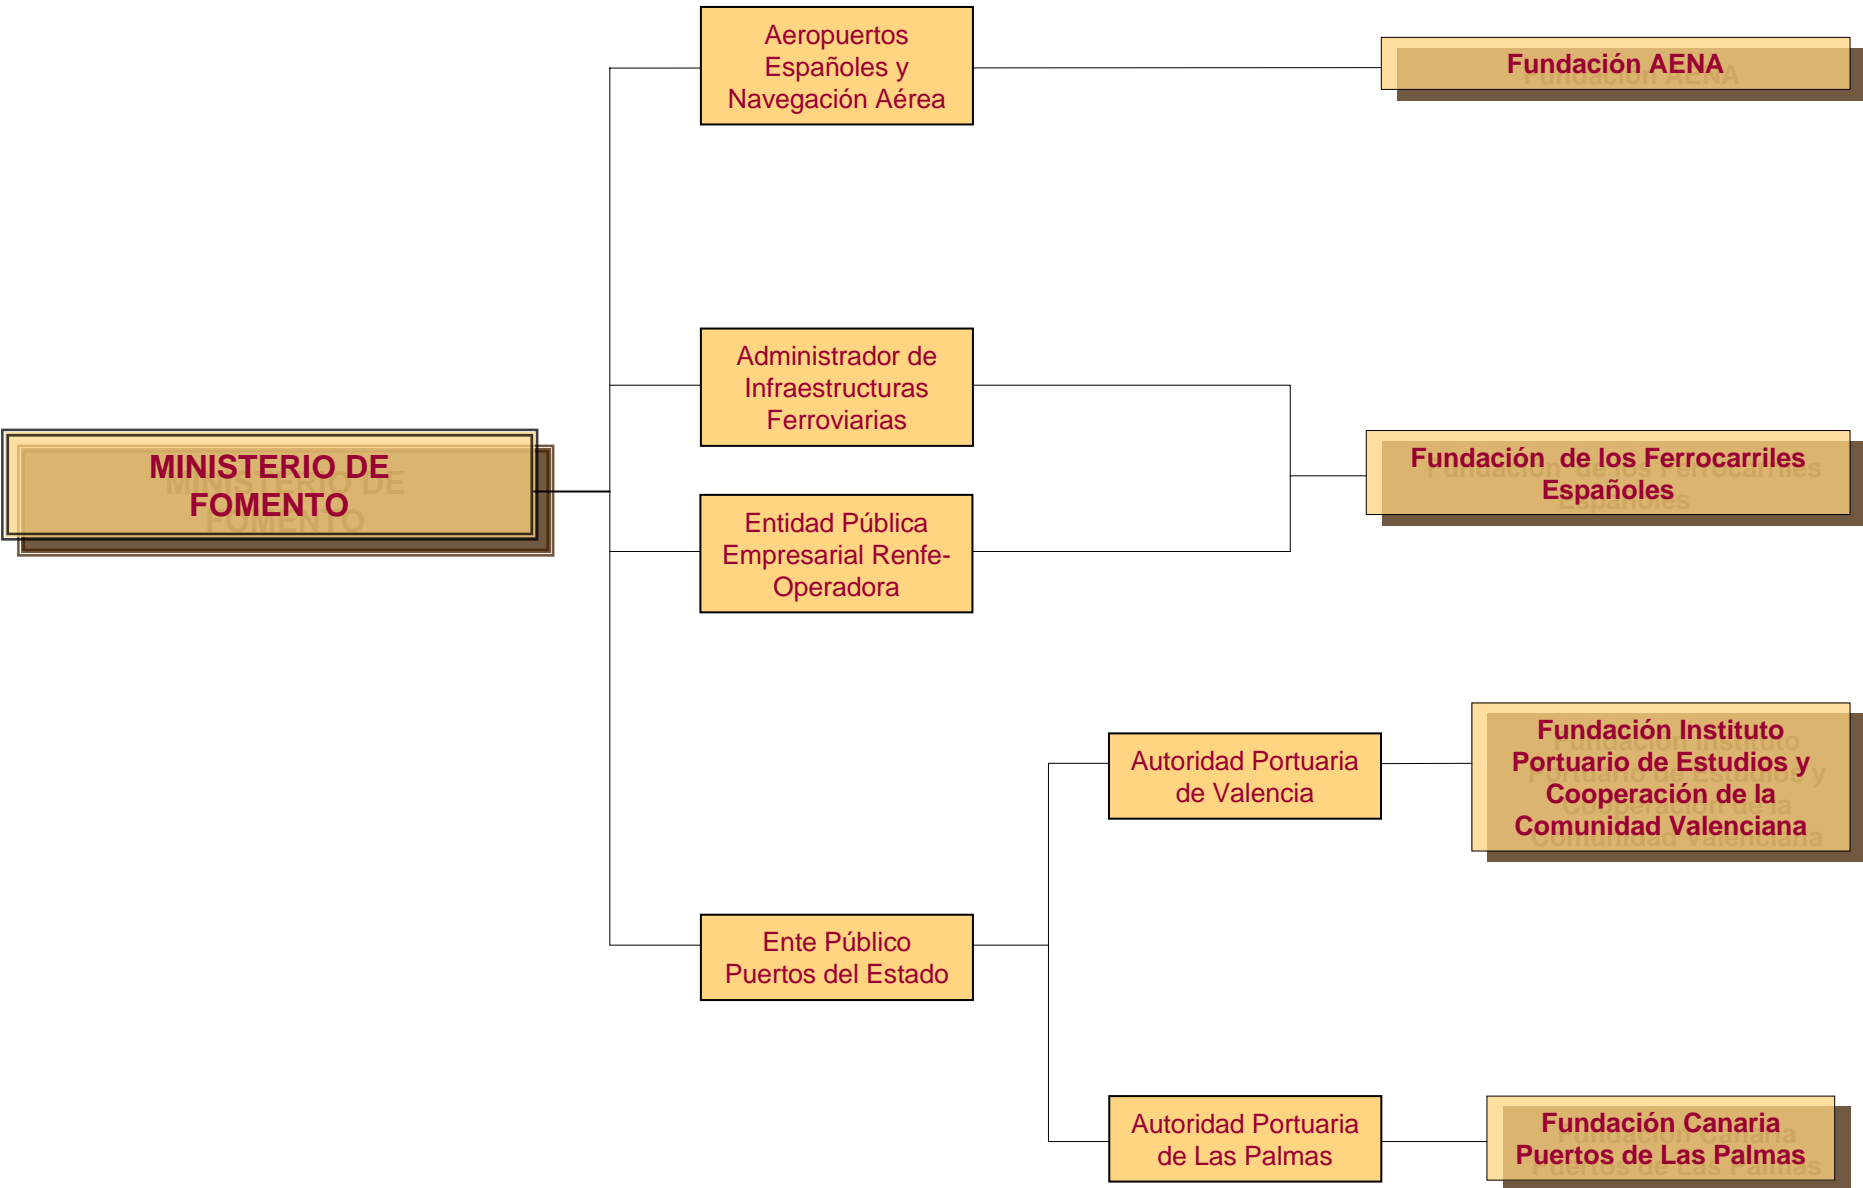 Aeropuertos
Españoles y
Navegación Aérea
Fundación AENA
Administrador de
Infraestructuras
Ferroviarias
MINISTERIO DE
FOMENTO
Fundación de los Ferrocarriles
Españoles
Entidad Pública
Empresarial Renfe-
Operadora
Autoridad Portuaria
de Valencia
Fundación Instituto
Portuario de Estudios y
Cooperación de la
Comunidad Valenciana
Ente Público
Puertos del Estado
Autoridad Portuaria
de Las Palmas
Fundación Canaria
Puertos de Las Palmas